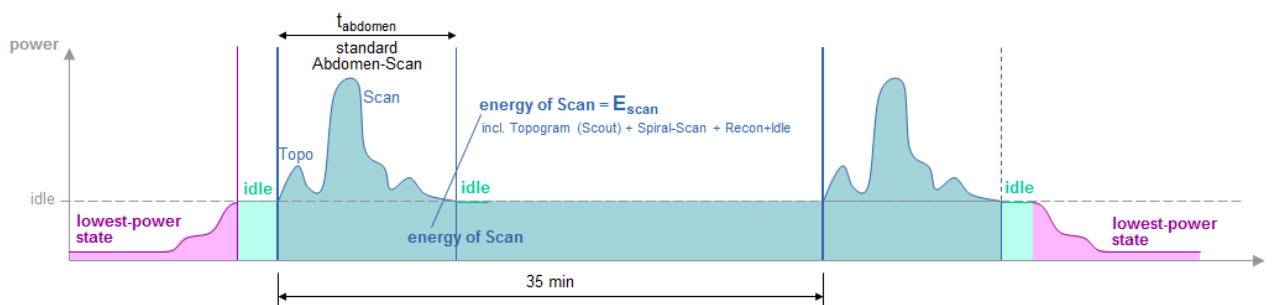 t_abdomen
power
standard
Abdomen-Scan
Scan
energy of Scan = E_scan
incl. Topogram (Scout) + Spiral-Scan + Recon+Idle
Topo
idle
idle
idle
idle
lowest-power
state
energy of Scan
lowest-power
state
35 min